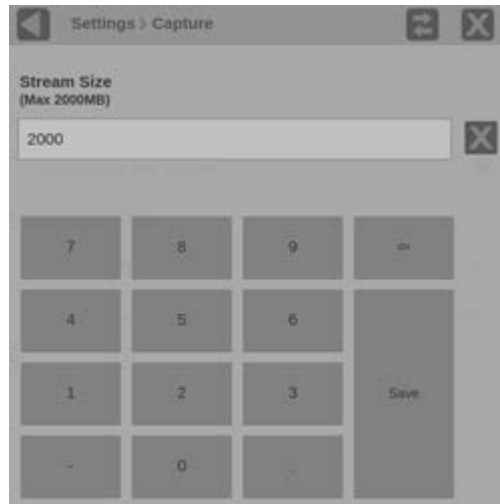 Settings > Capture
Stream Size
(Max 2000MB)
2000
7 8 9
4 5 6
1 2 3 Save
- 0 .